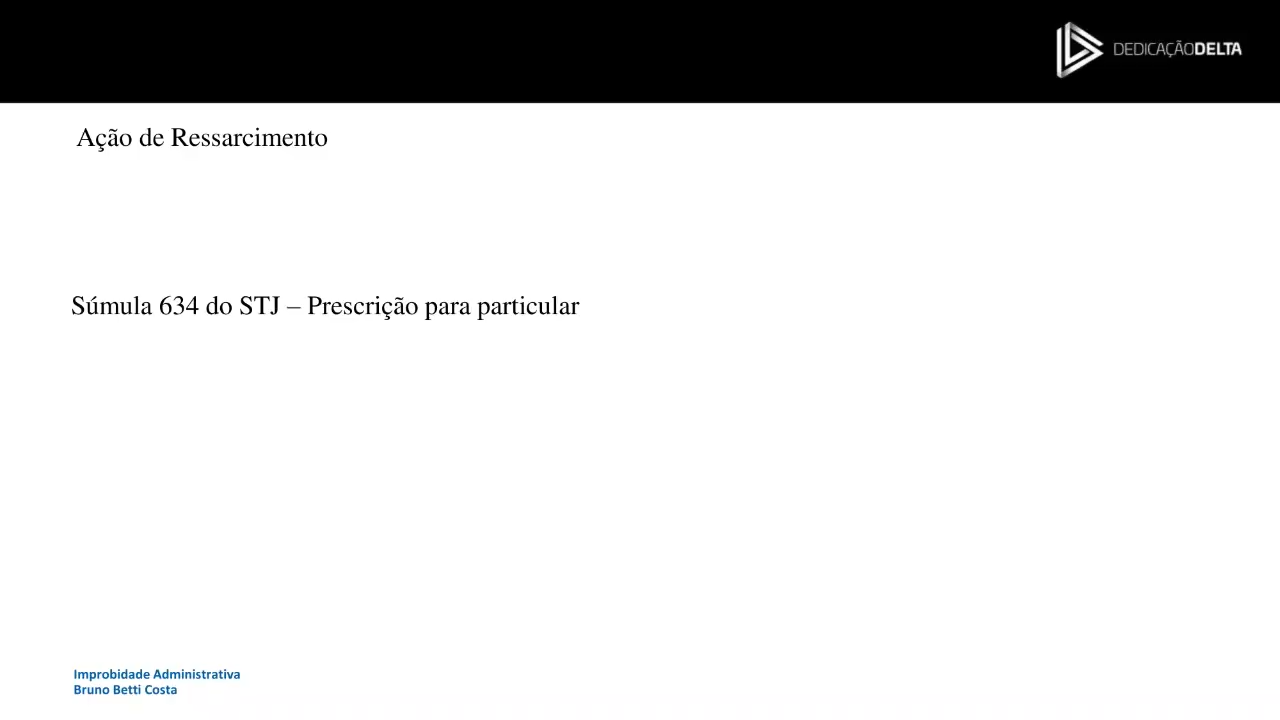 DEDICAÇÃODELTA
Ação de Ressarcimento
Súmula 634 do STJ – Prescrição para particular
Improbidade Administrativa
Bruno Betti Costa